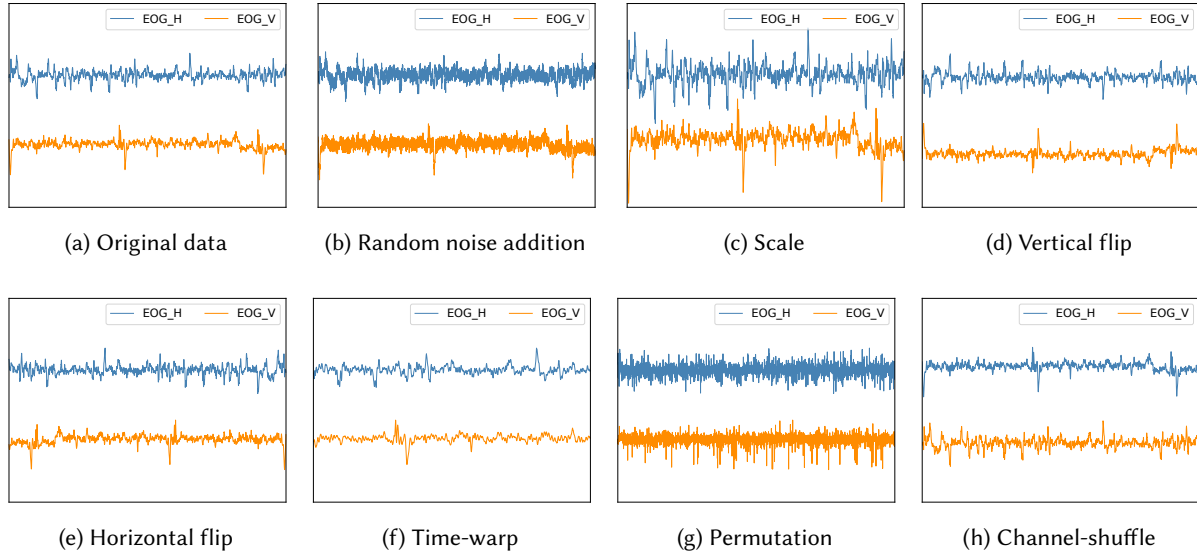 EOG_H EOG_V
EOG_H EOG_V
EOG_H EOG_V
EOG_H EOG_V
(a) Original data
(b) Random noise addition
(c) Scale
(d) Vertical flip
EOG_H EOG_V
EOG_H EOG_V
EOG_H EOG_V
EOG_H EOG_V
(e) Horizontal flip
(f) Time-warp
(g) Permutation
(h) Channel-shuffle